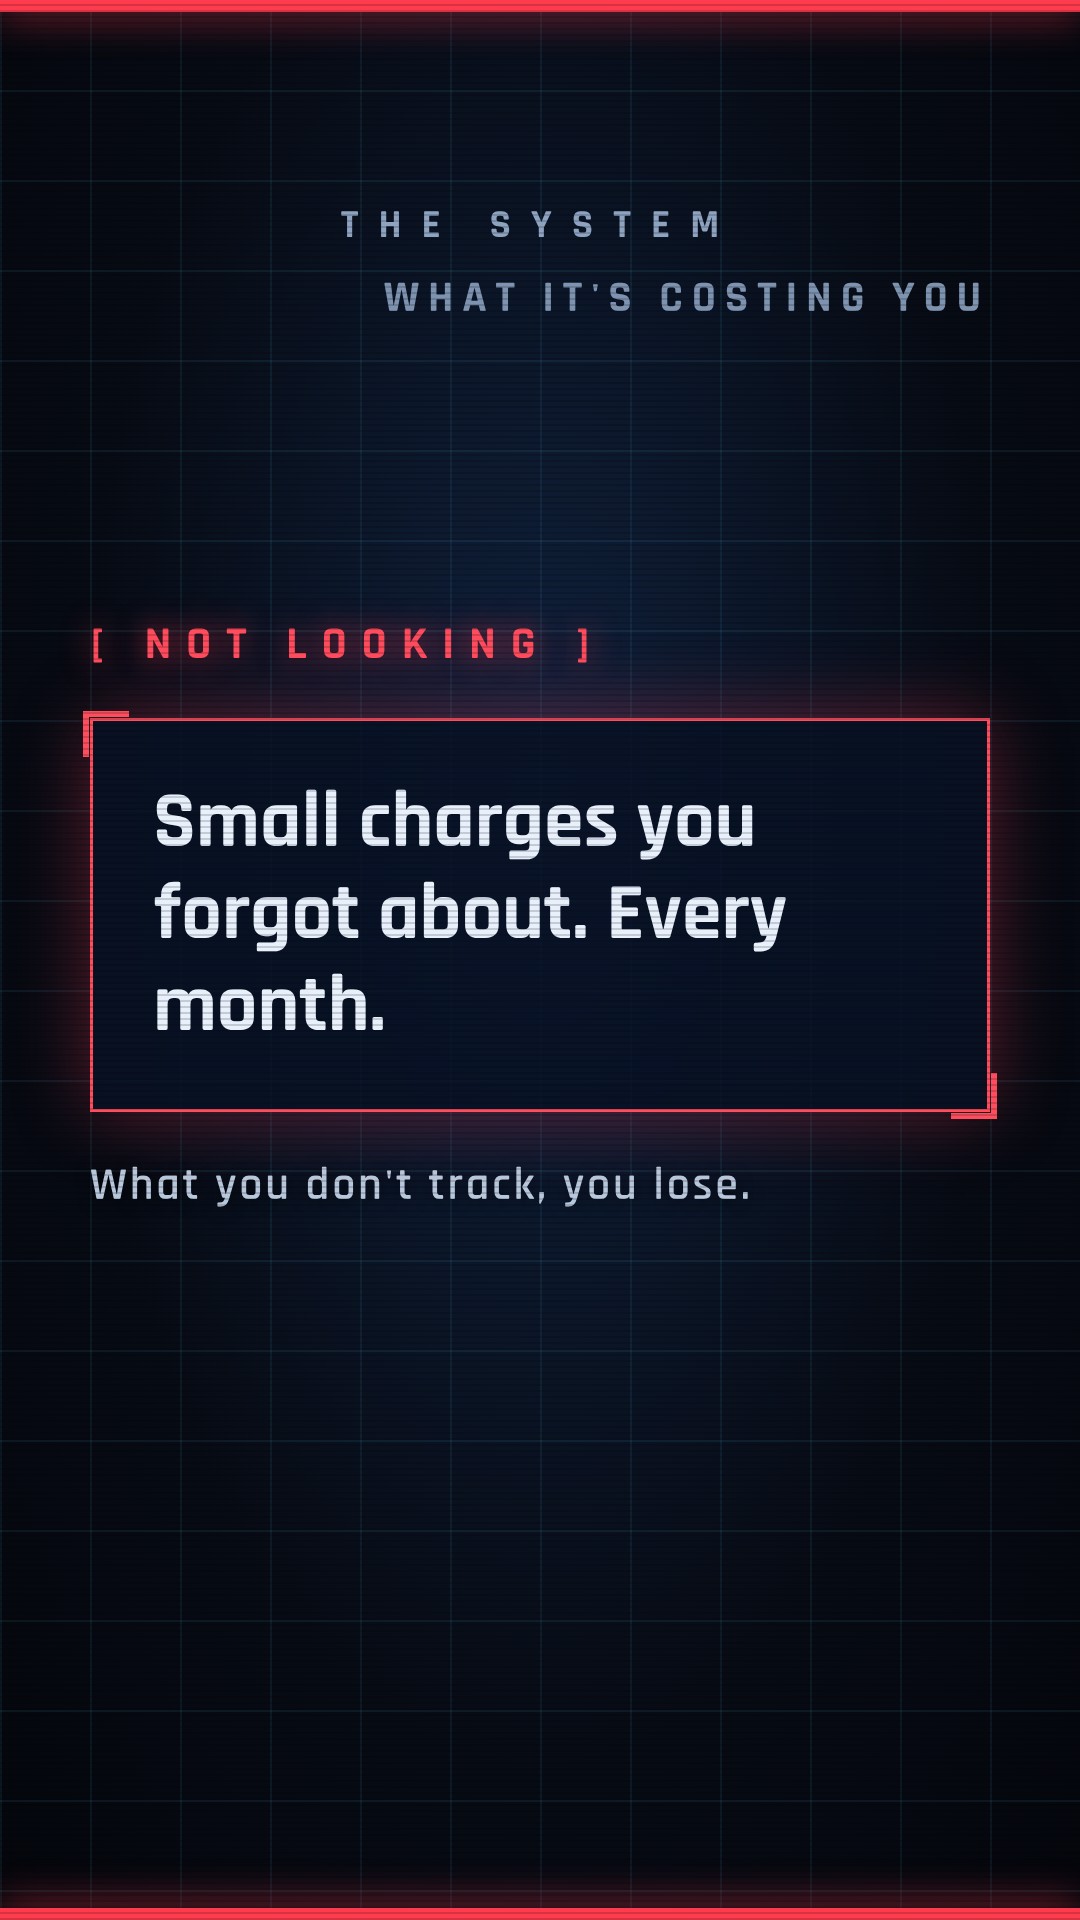 THE SYSTEM
WHAT IT'S COSTING YOU
[ NOT LOOKING ]
Small charges you
forgot about. Every
month.
What you don't track, you lose.